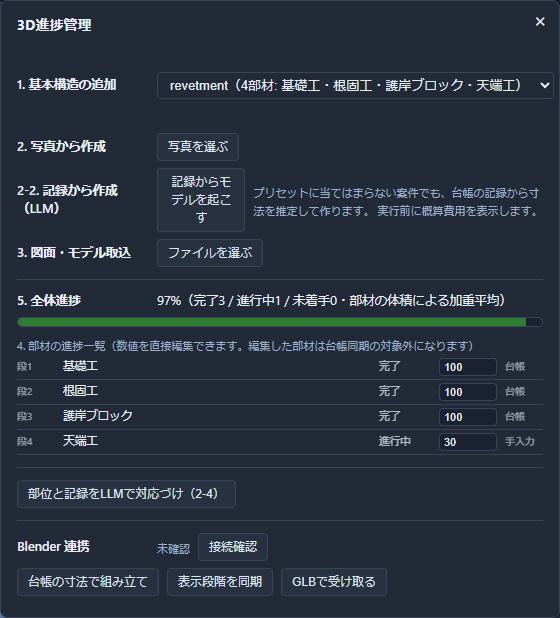 3D進捗管理 ×
1. 基本構造の追加 revetment（4部材: 基礎工・根固工・護岸ブロック・天端工）
2. 写真から作成 写真を選ぶ
2-2. 記録から作成（LLM） 記録からモデルを起こす プリセットに当てはまらない案件でも、台帳の記録から寸法を推定して作ります。 実行前に概算費用を表示します。
3. 図面・モデル取込 ファイルを選ぶ
5. 全体進捗 97%（完了3 / 進行中1 / 未着手0・部材の体積による加重平均）
4. 部材の進捗一覧（数値を直接編集できます。編集した部材は台帳同期の対象外になります）
段1 基礎工 完了 100 台帳
段2 根固工 完了 100 台帳
段3 護岸ブロック 完了 100 台帳
段4 天端工 進行中 30 手入力
部位と記録をLLMで対応づけ（2-4）
Blender 連携 未確認 接続確認
台帳の寸法で組み立て 表示段階を同期 GLBで受け取る